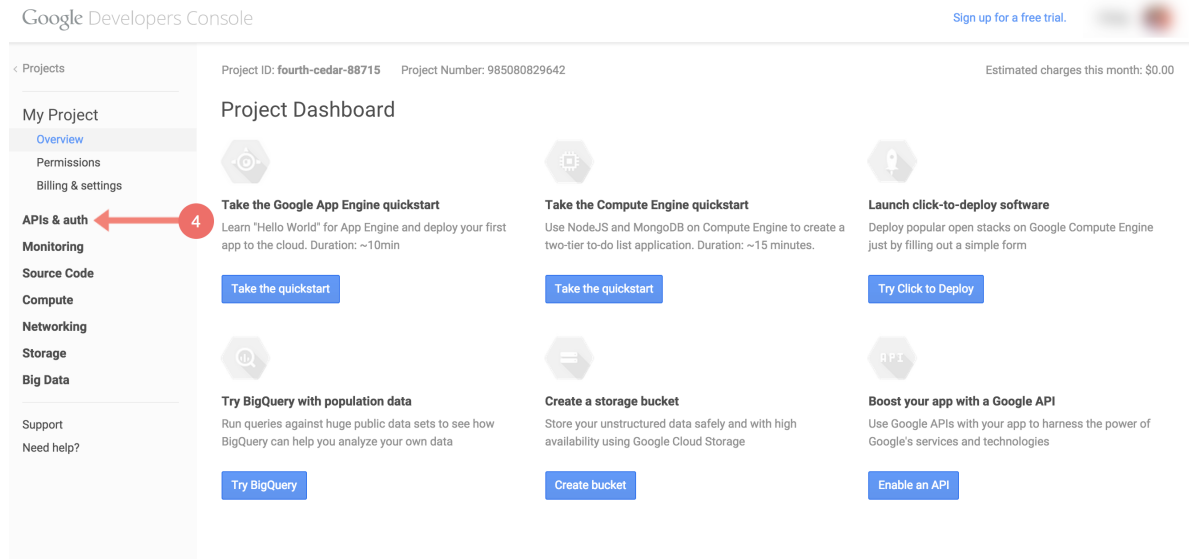 Google Developers Console
Sign up for a free trial.
< Projects
Project ID: fourth-cedar-88715 Project Number: 985080829642
Estimated charges this month: $0.00
My Project
Overview
Permissions
Billing & settings
APIs & auth
4
Monitoring
Source Code
Compute
Networking
Storage
Big Data
Support
Need help?
Project Dashboard
Take the Google App Engine quickstart
Learn "Hello World" for App Engine and deploy your first
app to the cloud. Duration: ~10min
Take the quickstart
Take the Compute Engine quickstart
Use NodeJS and MongoDB on Compute Engine to create a
two-tier to-do list application. Duration: ~15 minutes.
Take the quickstart
Launch click-to-deploy software
Deploy popular open stacks on Google Compute Engine
just by filling out a simple form
Try Click to Deploy
Try BigQuery with population data
Run queries against huge public data sets to see how
BigQuery can help you analyze your own data
Try BigQuery
Create a storage bucket
Store your unstructured data safely and with high
availability using Google Cloud Storage
Create bucket
API
Boost your app with a Google API
Use Google APIs with your app to harness the power of
Google's services and technologies
Enable an API